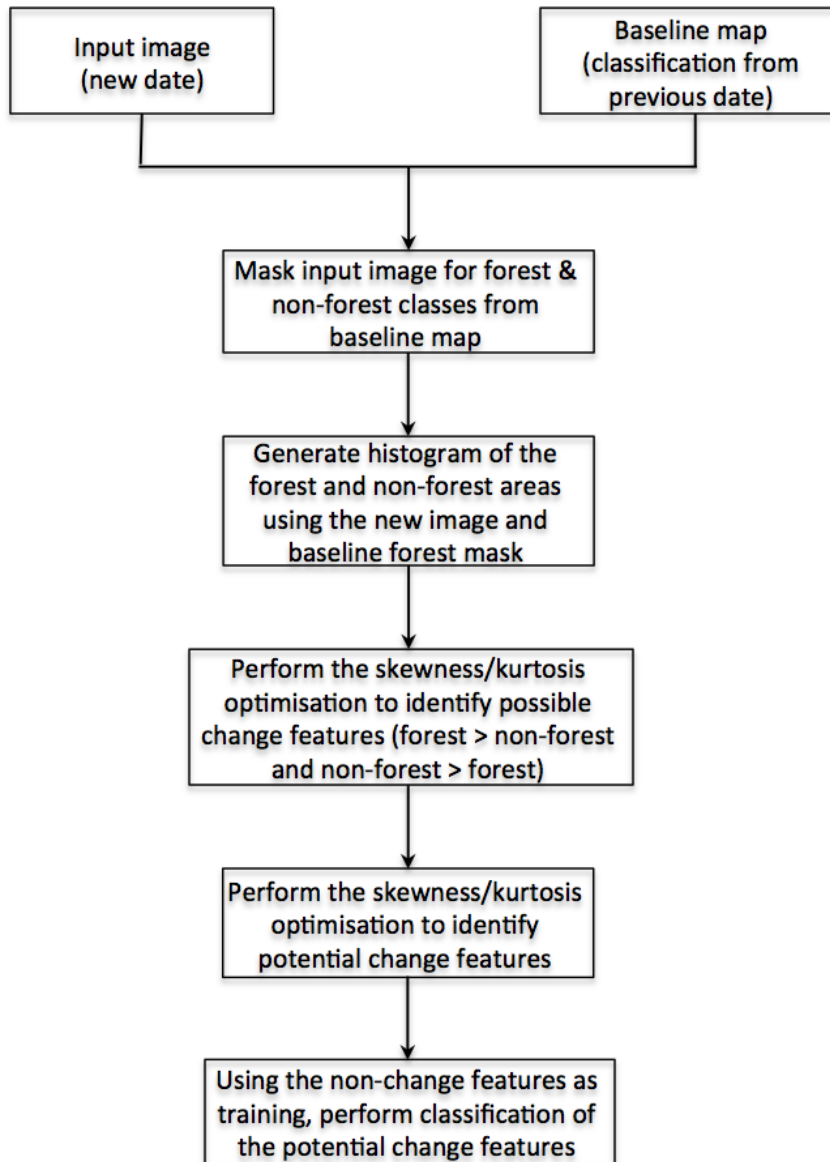 Input image
(new date)
Baseline map
(classification from
previous date)
Mask input image for forest &
non-forest classes from
baseline map
Generate histogram of the
forest and non-forest areas
using the new image and
baseline forest mask
Perform the skewness/kurtosis
optimisation to identify possible
change features (forest > non-forest
and non-forest > forest)
Perform the skewness/kurtosis
optimisation to identify
potential change features
Using the non-change features as
training, perform classification of
the potential change features